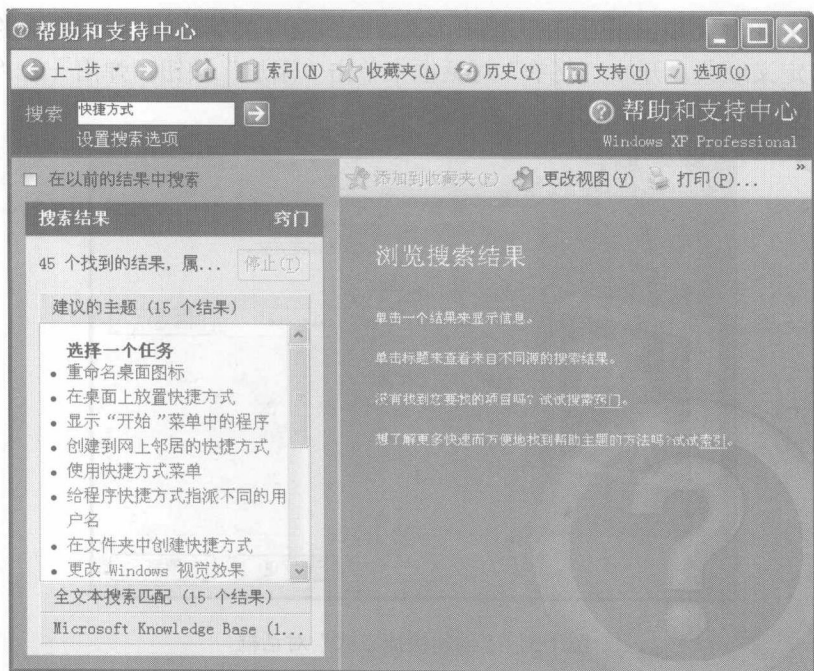 帮助和支持中心
上一步 索引(N) 收藏夹(A) 历史(Y) 支持(U) 选项(O)
搜索 快捷方式
设置搜索选项
帮助和支持中心
Windows XP Professional
在以前的结果中搜索
添加到收藏夹(F) 更改视图(V) 打印(P)... »
搜索结果 窍门
45 个找到的结果，属... 停止(T)
建议的主题 (15 个结果)
选择一个任务
• 重命名桌面图标
• 在桌面上放置快捷方式
• 显示“开始”菜单中的程序
• 创建到网上邻居的快捷方式
• 使用快捷方式菜单
• 给程序快捷方式指派不同的用
户名
• 在文件夹中创建快捷方式
• 更改 Windows 视觉效果
全文本搜索匹配 (15 个结果)
Microsoft Knowledge Base (1...
浏览搜索结果
单击一个结果来显示信息。
单击标题来查看来自不同源的搜索结果。
没有找到您要找的项目吗? 试试搜索窍门。
想了解更多快速而方便地找到帮助主题的方法吗?试试索引。